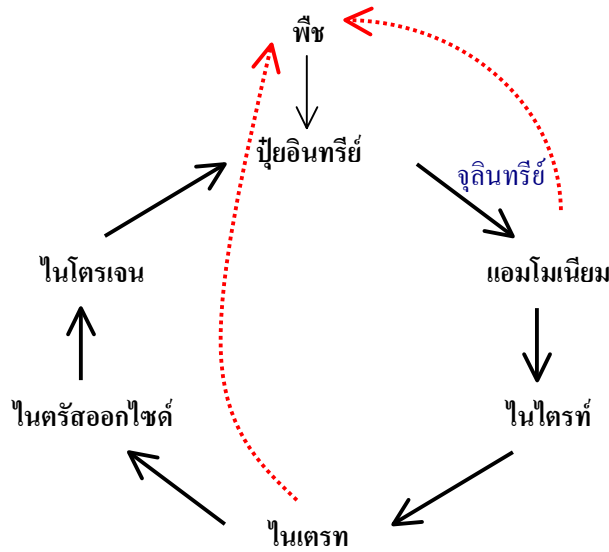 พืช
ปุ๋ยอินทรีย์
จุลินทรีย์
ไนโตรเจน
แอมโมเนียม
ไนตรัสออกไซด์
ไนไตรท์
ไนเตรท